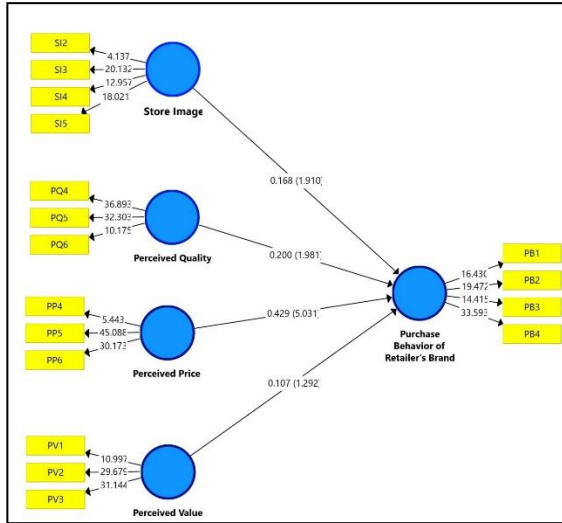 SI2
SI3
SI4
SI5
4.137
20.132
12.957
18.021
Store Image
0.168 (1.910)
PQ4
PQ5
PQ6
36.893
32.303
10.175
Perceived Quality
0.200 (1.981)
PP4
PP5
PP6
5.443
45.088
30.173
Perceived Price
0.429 (5.031)
PV1
PV2
PV3
10.997
29.679
31.144
Perceived Value
0.107 (1.292)
16.430
19.472
14.415
33.593
PB1
PB2
PB3
PB4
Purchase
Behavior of
Retailer's Brand